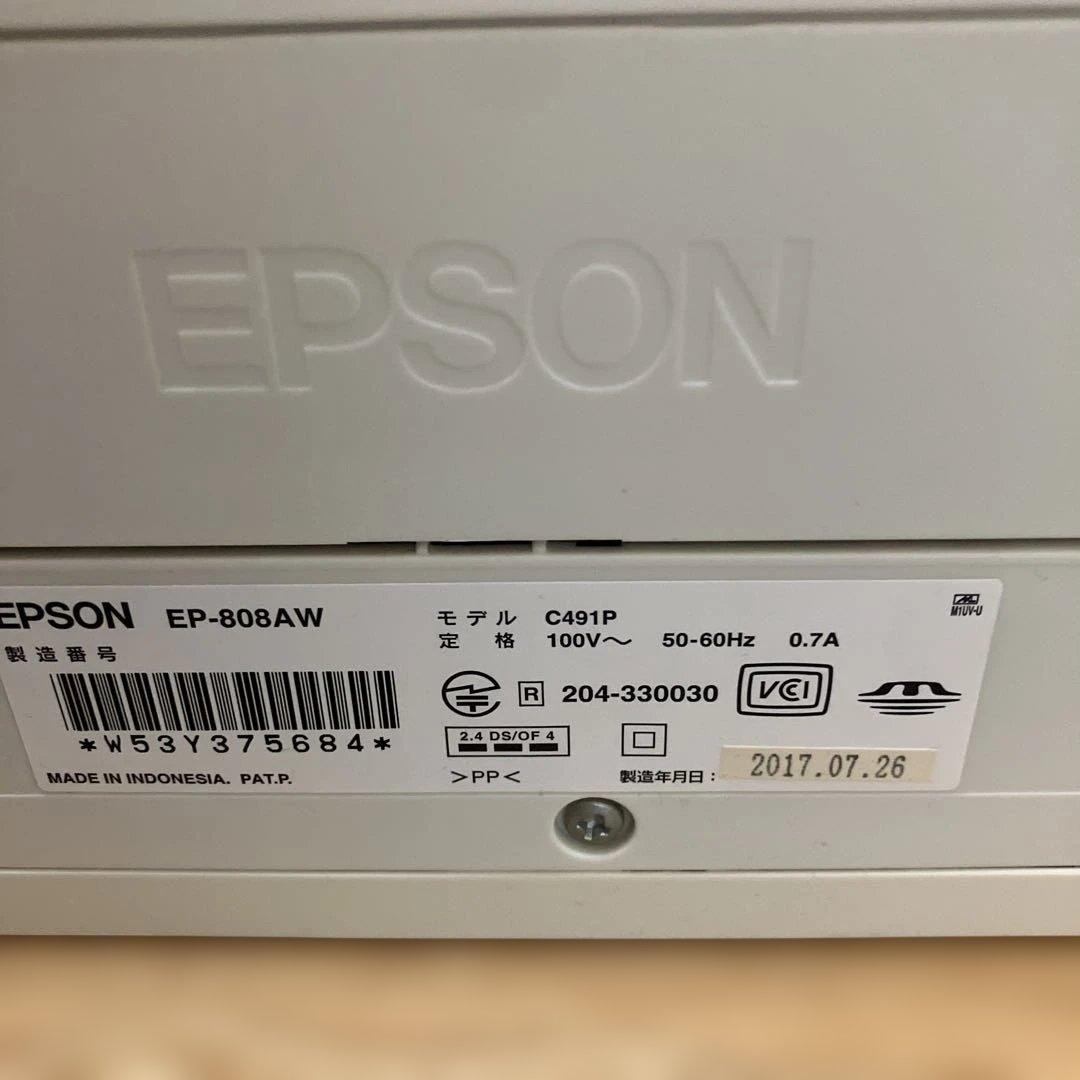 EPSON
EPSON EP-808AW
製造番号
*W53Y375684*
MADE IN INDONESIA. PAT.P.
モデル C491P
定格 100V～ 50-60Hz 0.7A
R 204-330030 VCCI
2.4 DS/OF 4
>PP<
製造年月日： 2017.07.26
M1UV-U